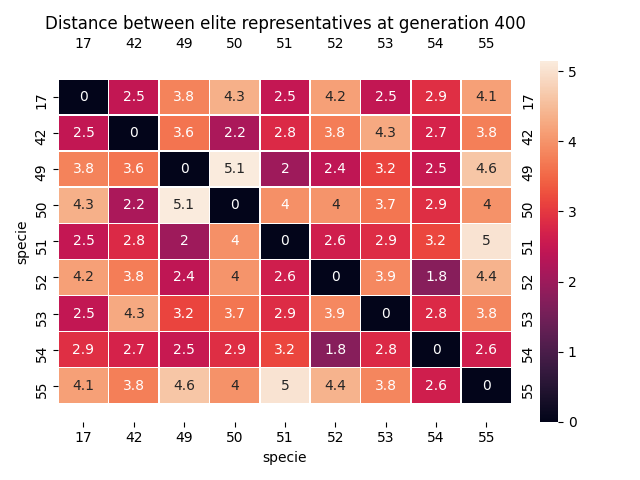 Distance between elite representatives at generation 400
17 42 49 50 51 52 53 54 55
17 0 2.5 3.8 4.3 2.5 4.2 2.5 2.9 4.1 17
42 2.5 0 3.6 2.2 2.8 3.8 4.3 2.7 3.8 42
49 3.8 3.6 0 5.1 2 2.4 3.2 2.5 4.6 49
50 4.3 2.2 5.1 0 4 4 3.7 2.9 4 50
51 2.5 2.8 2 4 0 2.6 2.9 3.2 5 51
52 4.2 3.8 2.4 4 2.6 0 3.9 1.8 4.4 52
53 2.5 4.3 3.2 3.7 2.9 3.9 0 2.8 3.8 53
54 2.9 2.7 2.5 2.9 3.2 1.8 2.8 0 2.6 54
55 4.1 3.8 4.6 4 5 4.4 3.8 2.6 0 55
17 42 49 50 51 52 53 54 55
specie
specie
5
4
3
2
1
0